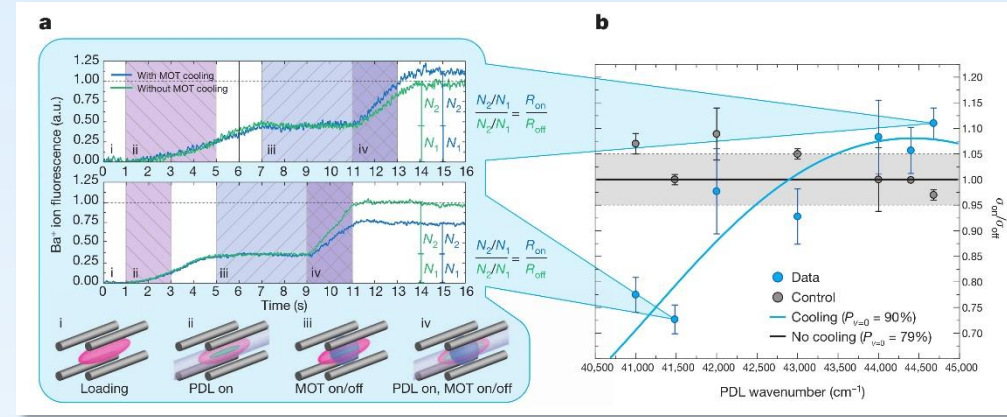 a
1.25
1.00
0.75
0.50
0.25
0.00
With MOT cooling
Without MOT cooling
i
ii
iii
iv
N2 N2
N1 N1
0 1 2 3 4 5 6 7 8 9 10 11 12 13 14 15 16
N2/N1 / N2/N1 = Ron / Roff
Ba+ ion fluorescence (a.u.)
1.25
1.00
0.75
0.50
0.25
0.00
i
ii
iii
iv
N2 N2
N1 N1
0 1 2 3 4 5 6 7 8 9 10 11 12 13 14 15 16
Time (s)
N2/N1 / N2/N1 = Ron / Roff
i
ii
iii
iv
Loading
PDL on
MOT on/off
PDL on, MOT on/off
b
1.20
1.15
1.10
1.05
1.00
0.95
0.90
0.85
0.80
0.75
0.70
σon/σoff
Data
Control
Cooling (Pv=0 = 90%)
No cooling (Pv=0 = 79%)
40,500 41,000 41,500 42,000 42,500 43,000 43,500 44,000 44,500 45,000
PDL wavenumber (cm−1)